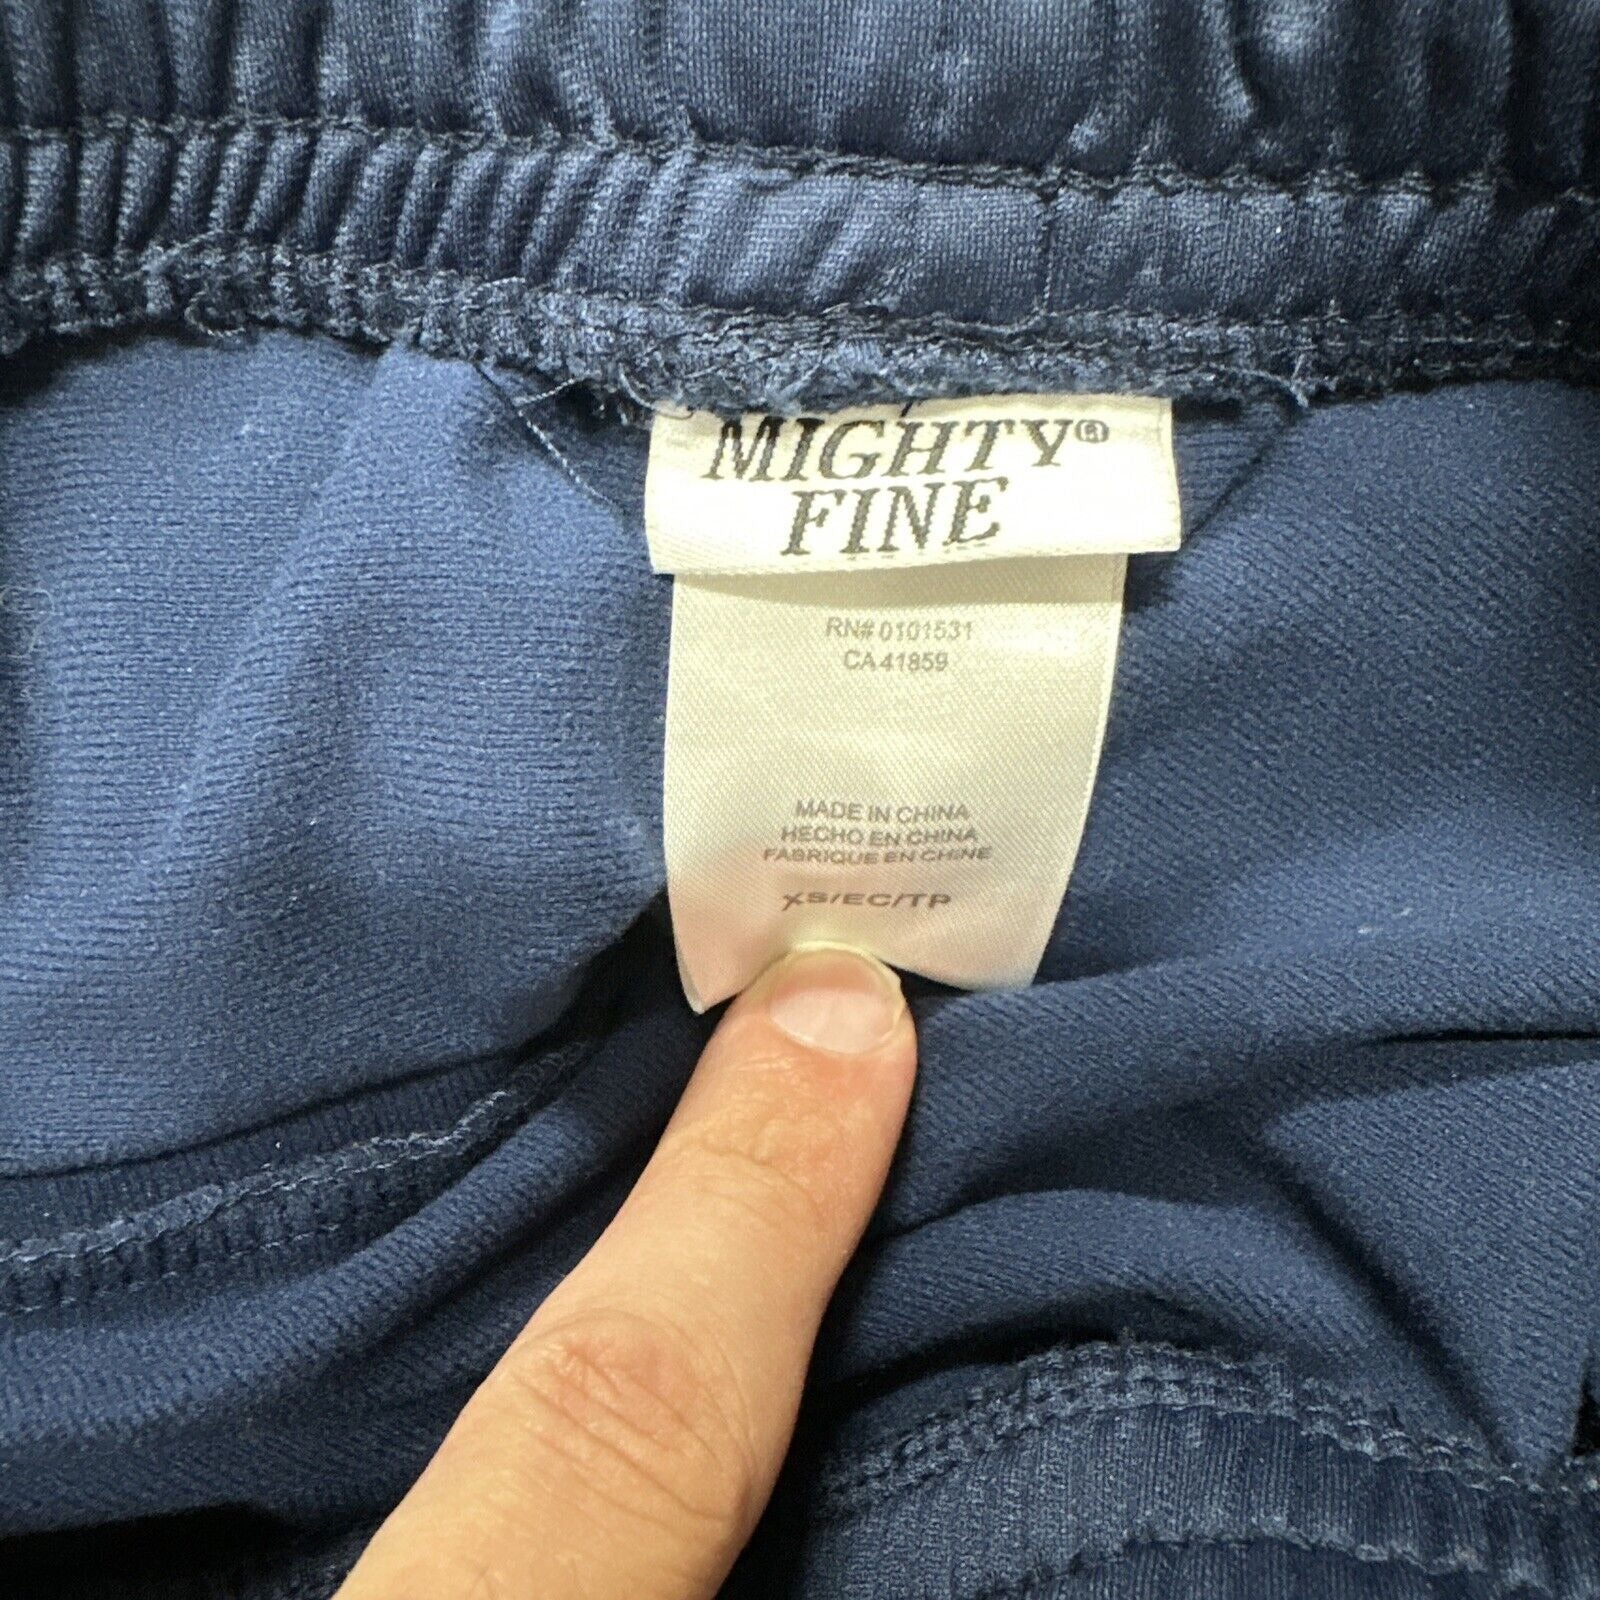 MIGHTY®
FINE
RN# 0101531
CA 41859
MADE IN CHINA
HECHO EN CHINA
FABRIQUE EN CHINE
XS/EC/TP